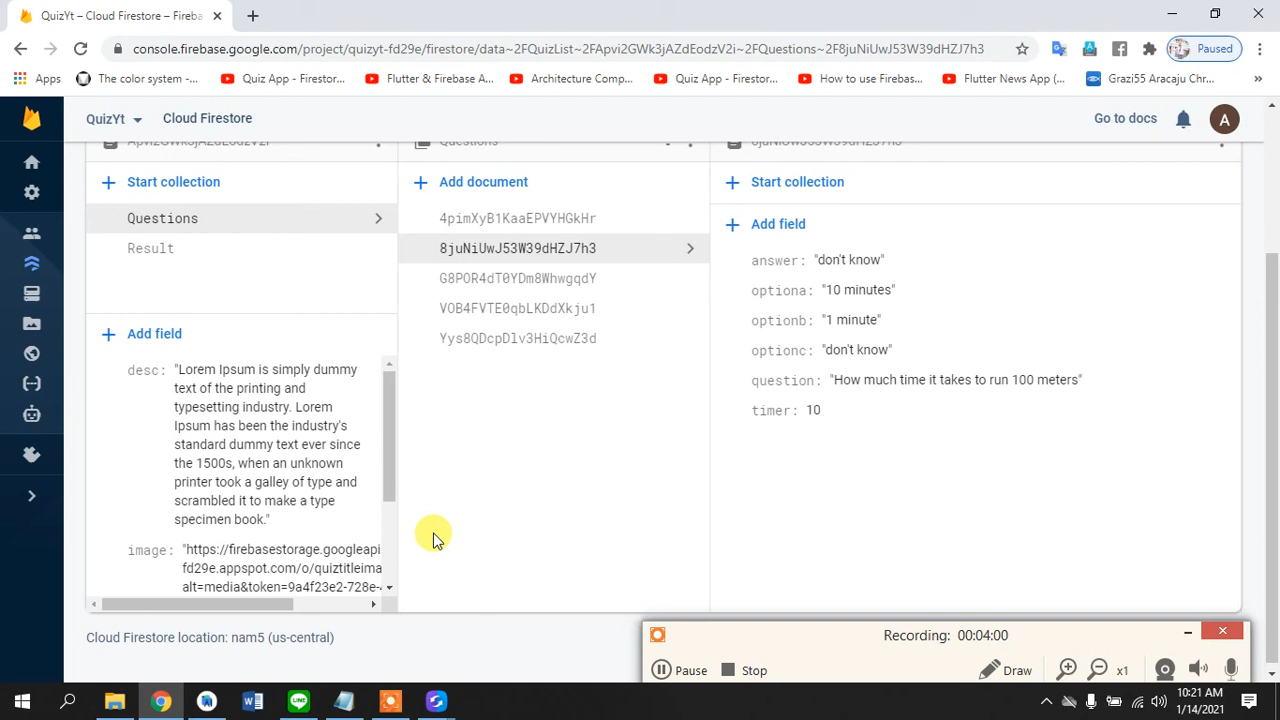 QuizYt – Cloud Firestore – Fireba
console.firebase.google.com/project/quizyt-fd29e/firestore/data~2FQuizList~2FApvi2GWk3jAZdEodzV2i~2FQuestions~2F8juNiUwJ53W39dHZJ7h3
Paused
Apps
The color system -...
Quiz App - Firestor...
Flutter & Firebase A...
Architecture Comp...
Quiz App - Firestor...
How to use Firebas...
Flutter News App (...
Grazi55 Aracaju Chr...
QuizYt
Cloud Firestore
Go to docs
A
Apvi2GWk3jAZdEodzV2i
Questions
8juNiUwJ53W39dHZJ7h3
Start collection
Add document
Start collection
Questions
Result
4pimXyB1KaaEPVYHGkHr
8juNiUwJ53W39dHZJ7h3
G8POR4dT0YDm8WhwgqdY
VOB4FVTE0qbLKDdXkju1
Yys8QDcpDlv3HiQcwZ3d
Add field
answer: "don't know"
optiona: "10 minutes"
optionb: "1 minute"
optionc: "don't know"
question: "How much time it takes to run 100 meters"
timer: 10
Add field
desc: "Lorem Ipsum is simply dummy
text of the printing and
typesetting industry. Lorem
Ipsum has been the industry's
standard dummy text ever since
the 1500s, when an unknown
printer took a galley of type and
scrambled it to make a type
specimen book."
image: "https://firebasestorage.googleapi
fd29e.appspot.com/o/quiztitleima
alt=media&token=9a4f23e2-728e-4
Cloud Firestore location: nam5 (us-central)
Recording: 00:04:00
Pause
Stop
Draw
x1
10:21 AM
1/14/2021